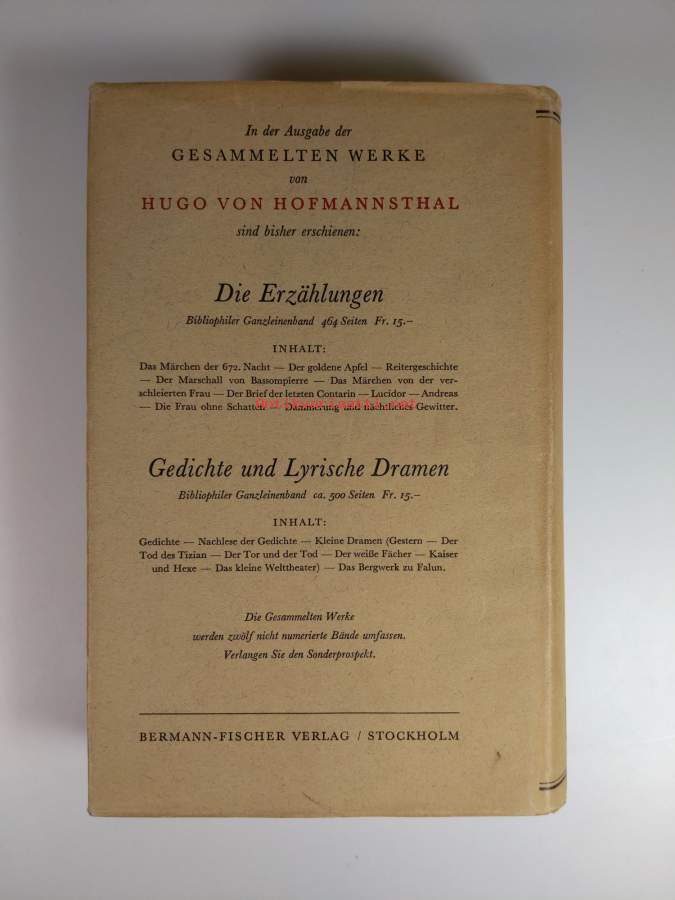 In der Ausgabe der
GESAMMELTEN WERKE
von
HUGO VON HOFMANNSTHAL
sind bisher erschienen:
Die Erzählungen
Bibliophiler Ganzleinenband 464 Seiten Fr. 15.–
INHALT:
Das Märchen der 672. Nacht — Der goldene Apfel — Reitergeschichte
— Der Marschall von Bassompierre — Das Märchen von der ver-
schleierten Frau — Der Brief der letzten Contarin — Lucidor — Andreas
— Die Frau ohne Schatten — Dämmerung und nächtliches Gewitter.
Gedichte und Lyrische Dramen
Bibliophiler Ganzleinenband ca. 500 Seiten Fr. 15.–
INHALT:
Gedichte — Nachlese der Gedichte — Kleine Dramen (Gestern — Der
Tod des Tizian — Der Tor und der Tod — Der weiße Fächer — Kaiser
und Hexe — Das kleine Welttheater) — Das Bergwerk zu Falun.
Die Gesammelten Werke
werden zwölf nicht numerierte Bände umfassen.
Verlangen Sie den Sonderprospekt.
BERMANN-FISCHER VERLAG / STOCKHOLM